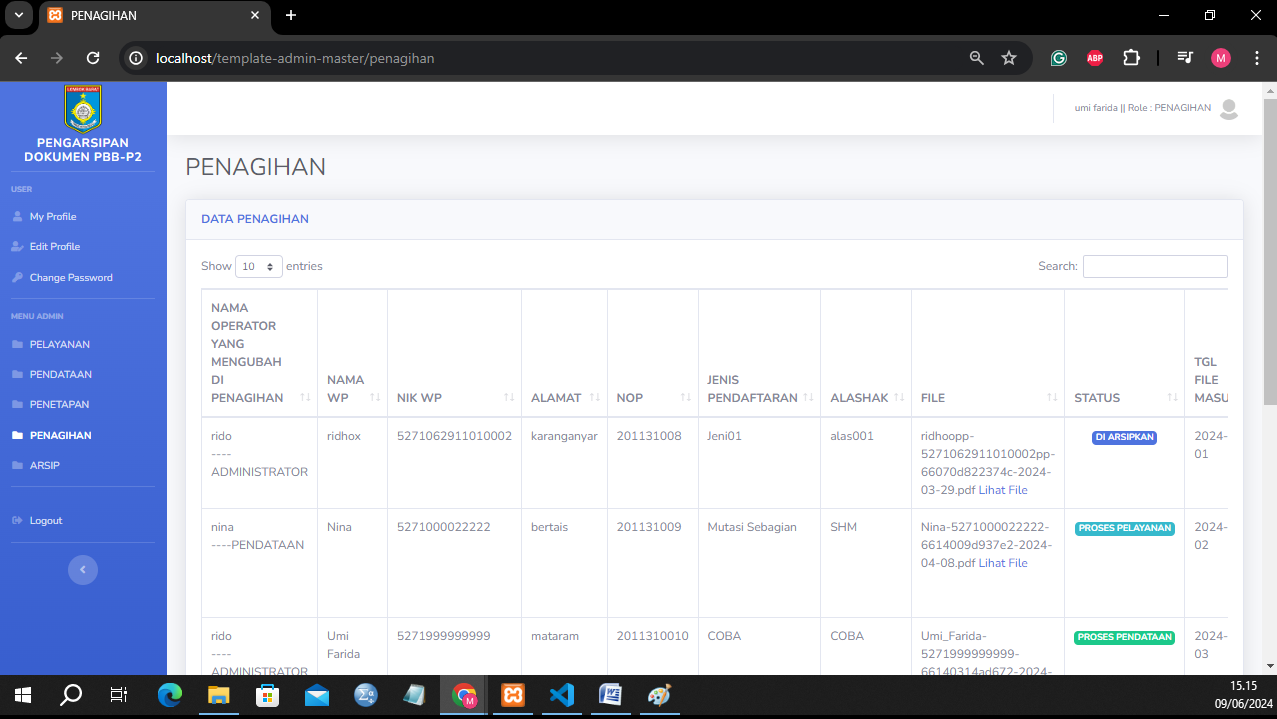 PENAGIHAN
localhost/template-admin-master/penagihan
ABP
M
LOMBOK BARAT
PENGARSIPAN
DOKUMEN PBB-P2
umi farida || Role : PENAGIHAN
USER
My Profile
Edit Profile
Change Password
MENU ADMIN
PELAYANAN
PENDATAAN
PENETAPAN
PENAGIHAN
ARSIP
Logout
PENAGIHAN
DATA PENAGIHAN
Show 10 entries
Search:
NAMA
OPERATOR
YANG
MENGUBAH
DI
PENAGIHAN
NAMA
WP
NIK WP
ALAMAT
NOP
JENIS
PENDAFTARAN
ALASHAK
FILE
STATUS
TGL
FILE
MASU
rido
----
ADMINISTRATOR
ridhox
5271062911010002
karanganyar
201131008
Jeni01
alas001
ridhoopp-
5271062911010002pp-
66070d822374c-2024-
03-29.pdf Lihat File
DI ARSIPKAN
2024-
01
nina
----PENDATAAN
Nina
5271000022222
bertais
201131009
Mutasi Sebagian
SHM
Nina-5271000022222-
6614009d937e2-2024-
04-08.pdf Lihat File
PROSES PELAYANAN
2024-
02
rido
----
ADMINISTRATOR
Umi
Farida
5271999999999
mataram
2011310010
COBA
COBA
Umi_Farida-
5271999999999-
66140314ad672-2024-
PROSES PENDATAAN
2024-
03
M
15.15
09/06/2024